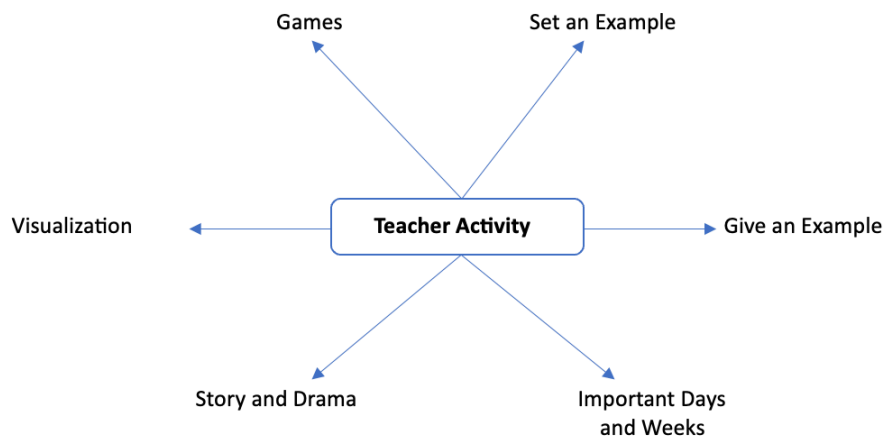 Games
Set an Example
Visualization
Teacher Activity
Give an Example
Story and Drama
Important Days
and Weeks